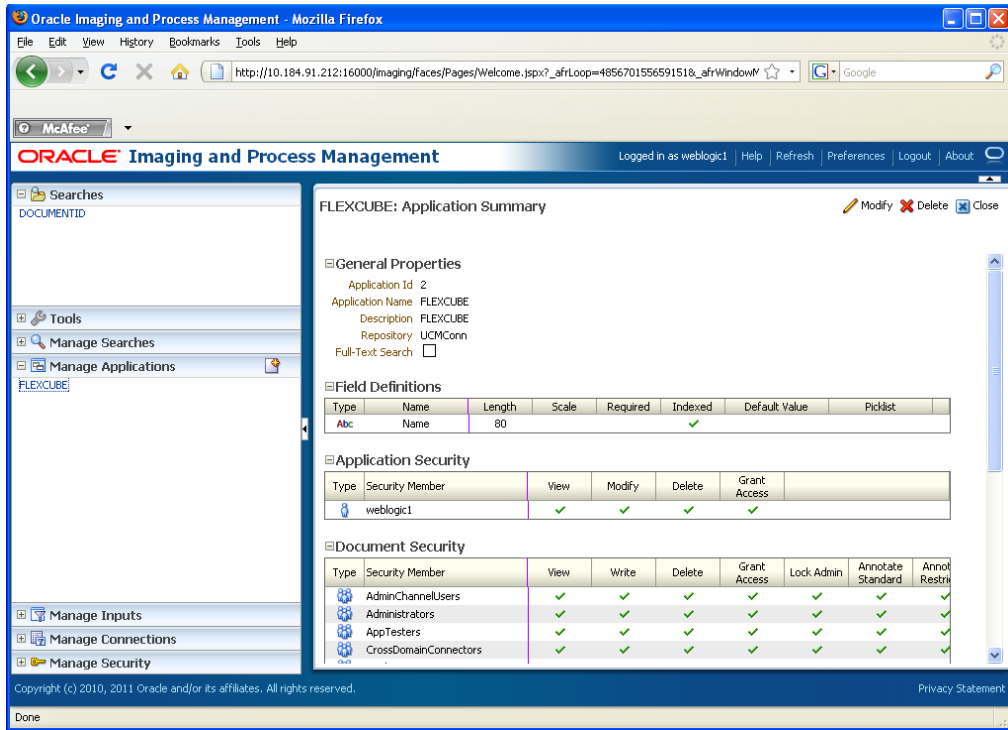 Oracle Imaging and Process Management - Mozilla Firefox
File Edit View History Bookmarks Tools Help
http://10.184.91.212:16000/imaging/faces/Pages/Welcome.jspx?_afrLoop=485670155659151&_afrWindowM
Google
McAfee
ORACLE Imaging and Process Management
Logged in as weblogic1 Help Refresh Preferences Logout About
Searches
DOCUMENTID
Tools
Manage Searches
Manage Applications
FLEXCUBE
Manage Inputs
Manage Connections
Manage Security
FLEXCUBE: Application Summary
Modify Delete Close
General Properties
Application Id 2
Application Name FLEXCUBE
Description FLEXCUBE
Repository UCMConn
Full-Text Search
Field Definitions
Type Name Length Scale Required Indexed Default Value Picklist
Abc Name 80
Application Security
Type Security Member View Modify Delete Grant Access
weblogic1
Document Security
Type Security Member View Write Delete Grant Access Lock Admin Annotate Standard Annot Restri
AdminChannelUsers
Administrators
AppTesters
CrossDomainConnectors
Copyright (c) 2010, 2011 Oracle and/or its affiliates. All rights reserved.
Privacy Statement
Done